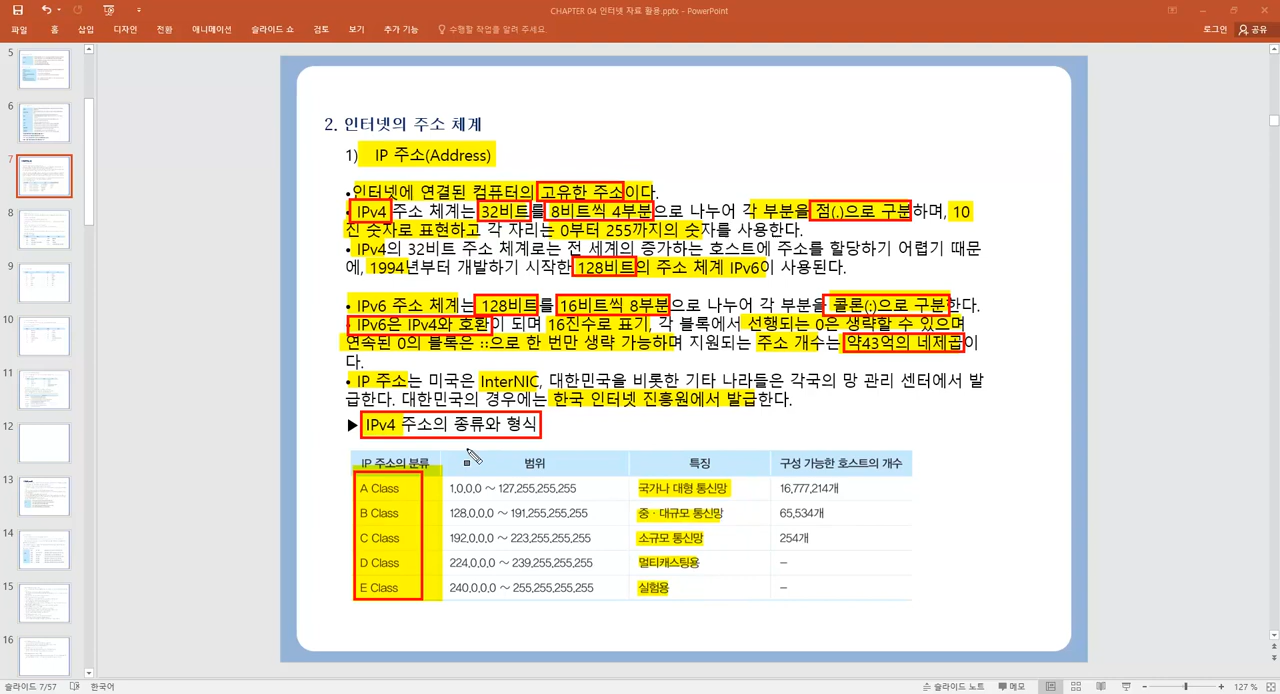 CHAPTER 04 인터넷 자료 활용.pptx - PowerPoint
파일 홈 삽입 디자인 전환 애니메이션 슬라이드 쇼 검토 보기 추가 기능 수행할 작업을 알려 주세요. 로그인 공유
5
6
7
8
9
10
11
12
13
14
15
16
2. 인터넷의 주소 체계
1) IP 주소(Address)
•인터넷에 연결된 컴퓨터의 고유한 주소이다.
• IPv4 주소 체계는 32비트를 8비트씩 4부분으로 나누어 각 부분을 점(.)으로 구분하며, 10
진 숫자로 표현하고 각 자리는 0부터 255까지의 숫자를 사용한다.
• IPv4의 32비트 주소 체계로는 전 세계의 증가하는 호스트에 주소를 할당하기 어렵기 때문
에, 1994년부터 개발하기 시작한 128비트의 주소 체계 IPv6이 사용된다.
• IPv6 주소 체계는 128비트를 16비트씩 8부분으로 나누어 각 부분을 콜론(:)으로 구분한다.
• IPv6은 IPv4와 호환이 되며 16진수로 표기, 각 블록에서 선행되는 0은 생략할 수 있으며
연속된 0의 블록은 ::으로 한 번만 생략 가능하며 지원되는 주소 개수는 약43억의 네제곱이
다.
• IP 주소는 미국은 InterNIC, 대한민국을 비롯한 기타 나라들은 각국의 망 관리 센터에서 발
급한다. 대한민국의 경우에는 한국 인터넷 진흥원에서 발급한다.
▶IPv4 주소의 종류와 형식
IP 주소의 분류 범위 특징 구성 가능한 호스트의 개수
A Class 1.0.0.0 ~ 127.255.255.255 국가나 대형 통신망 16,777,214개
B Class 128.0.0.0 ~ 191.255.255.255 중·대규모 통신망 65,534개
C Class 192.0.0.0 ~ 223.255.255.255 소규모 통신망 254개
D Class 224.0.0.0 ~ 239.255.255.255 멀티캐스팅용 –
E Class 240.0.0.0 ~ 255.255.255.255 실험용 –
슬라이드 7/57 한국어 슬라이드 노트 메모 127 %